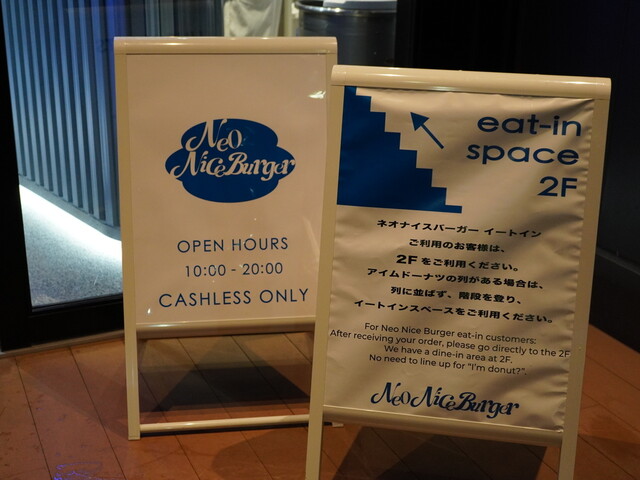 Neo
Nice Burger
OPEN HOURS
10:00 - 20:00
CASHLESS ONLY
eat-in
space
2F
ネオナイスバーガー イートイン
ご利用のお客様は、
2Fをご利用ください。
アイムドーナツの列がある場合は、
列に並ばず、階段を登り、
イートインスペースをご利用ください。
For Neo Nice Burger eat-in customers:
After receiving your order, please go directly to the 2F
We have a dine-in area at 2F.
No need to line up for “I'm donut?”.
Neo Nice Burger